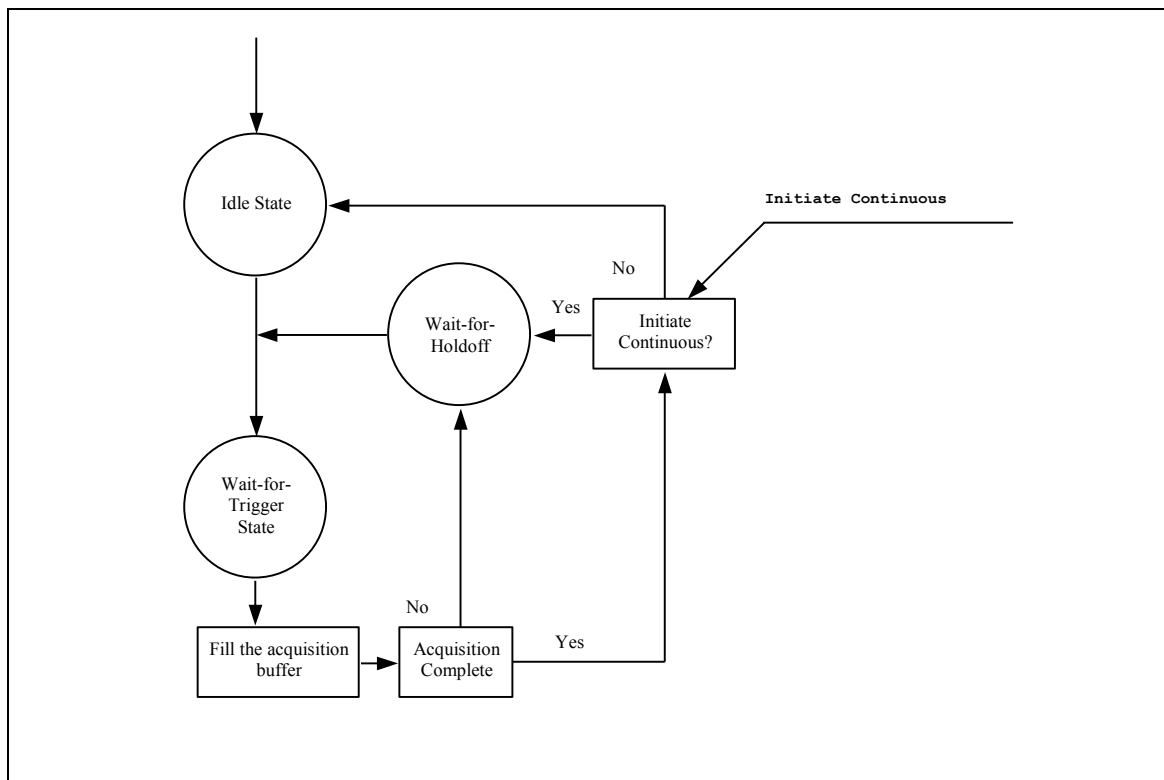 Idle State
Initiate Continuous
No
Yes
Wait-for-
Holdoff
Initiate
Continuous?
Wait-for-
Trigger
State
No
Fill the acquisition
buffer
Acquisition
Complete
Yes